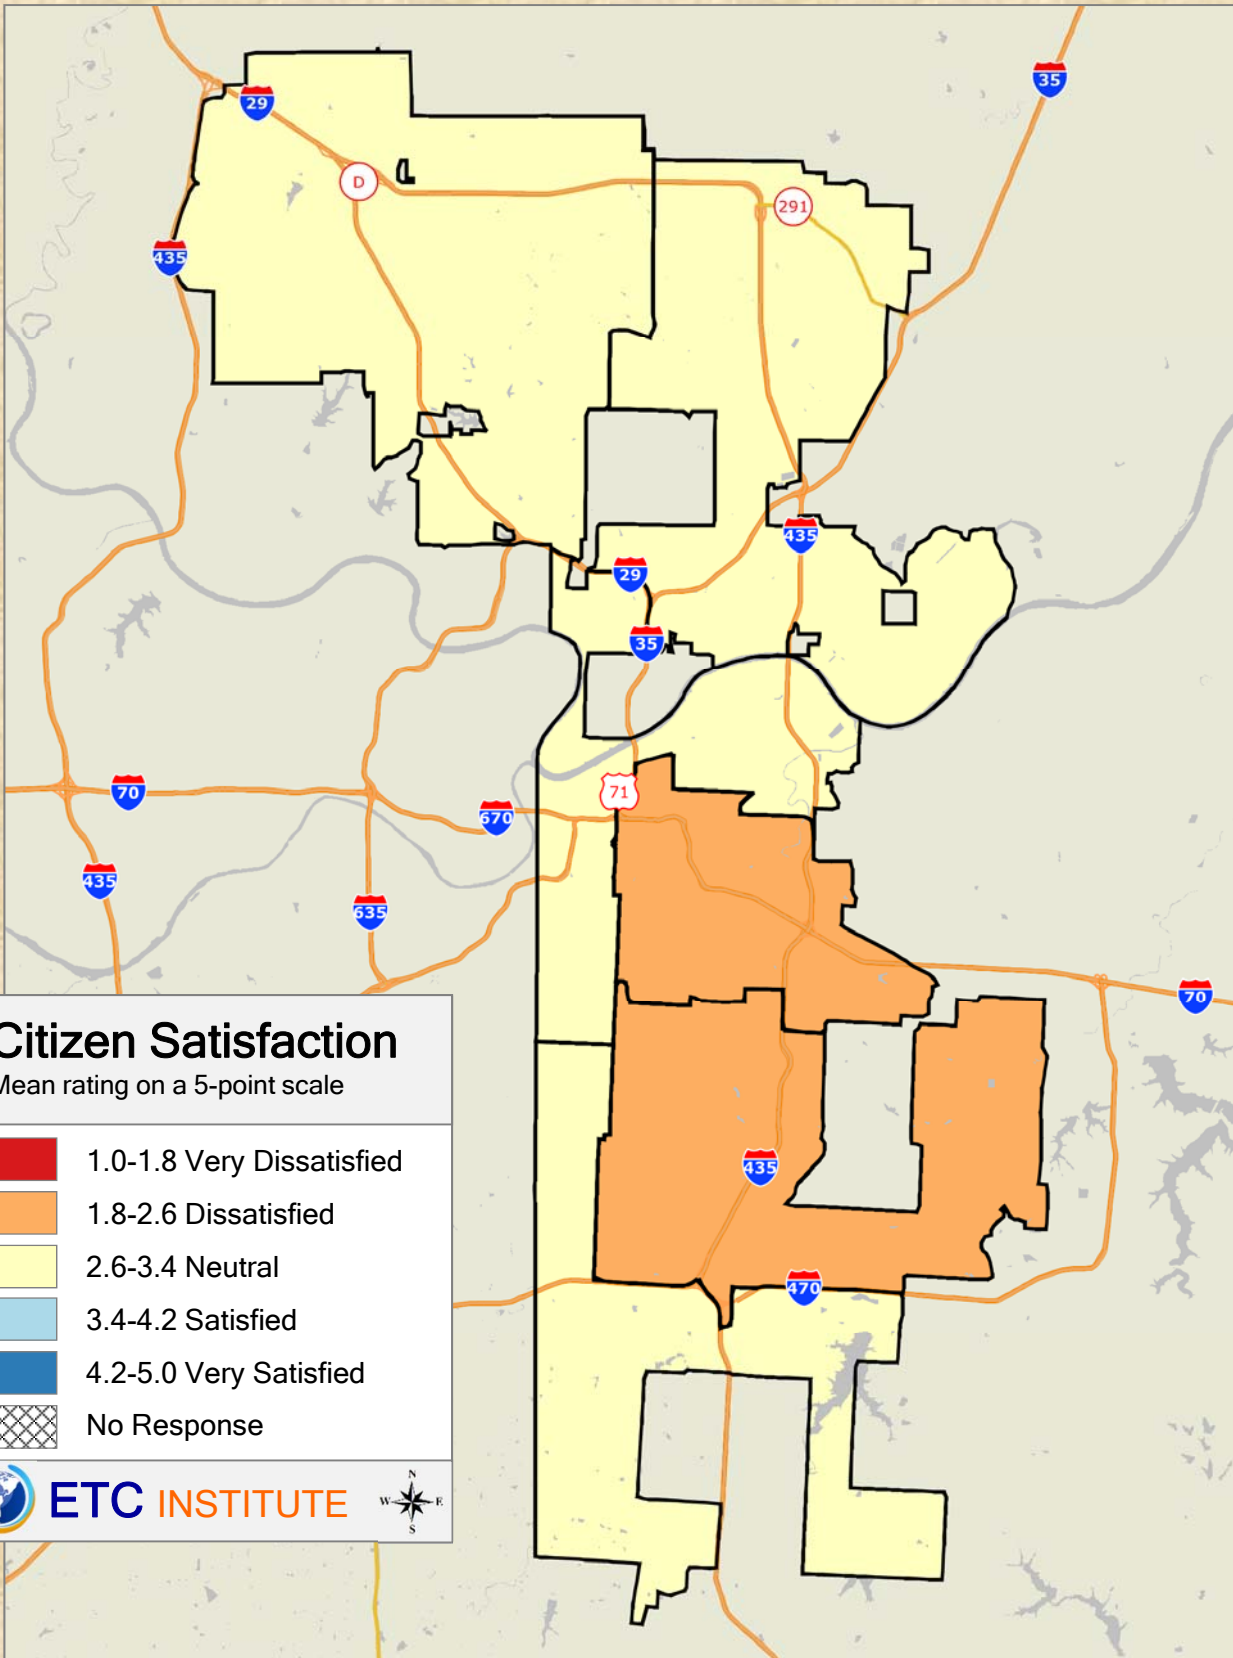 35
29
D
291
435
435
29
35
70
71
670
435
635
70
Citizen Satisfaction
Mean rating on a 5-point scale
1.0-1.8 Very Dissatisfied
1.8-2.6 Dissatisfied
2.6-3.4 Neutral
3.4-4.2 Satisfied
4.2-5.0 Very Satisfied
No Response
435
470
ETC INSTITUTE
N
W E
S